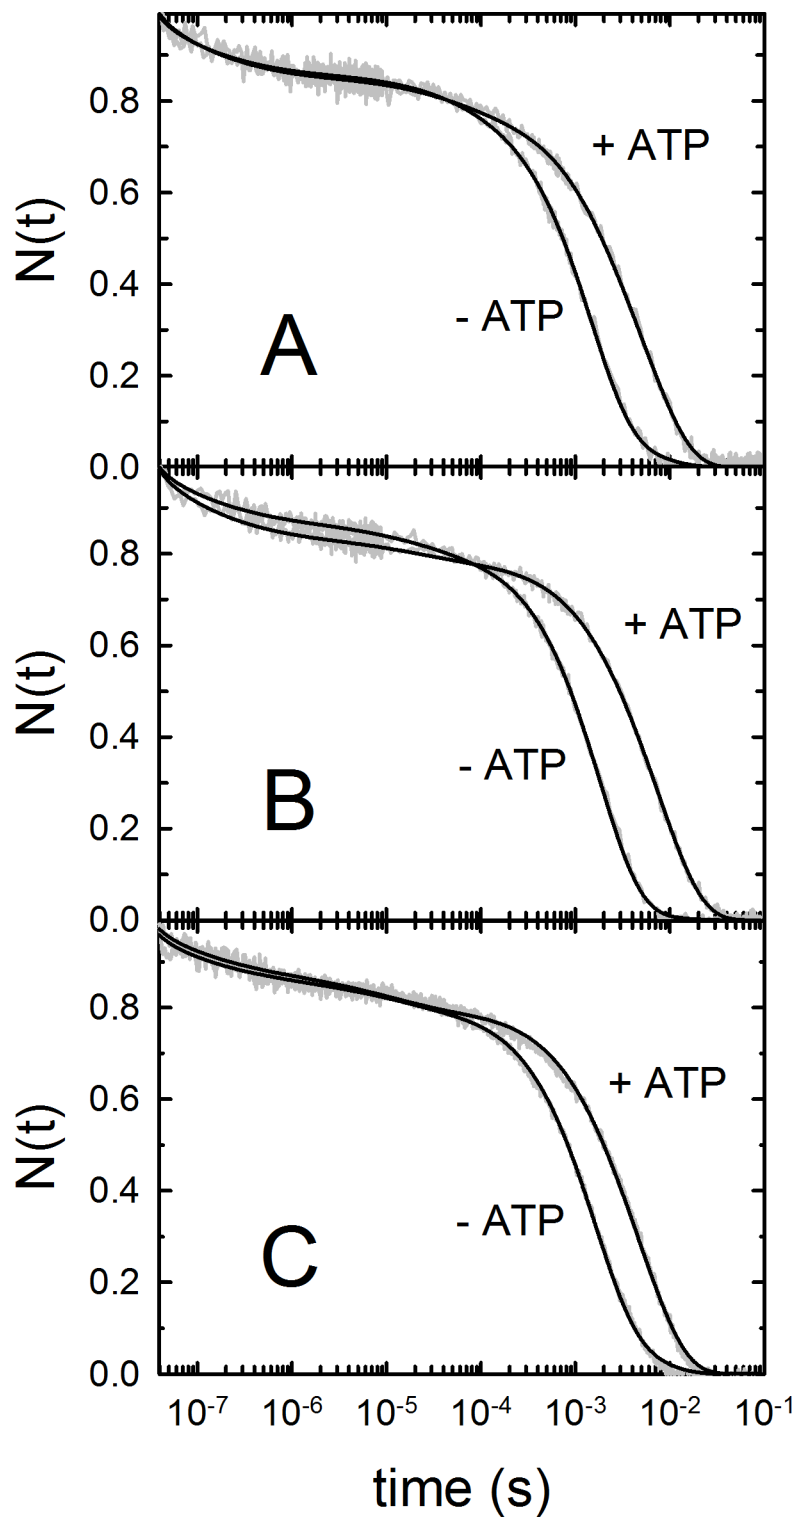 0.8
+ ATP
0.6
N(t)
0.4
- ATP
A
0.2
0.0
0.8
+ ATP
0.6
N(t)
0.4
- ATP
B
0.2
0.0
0.8
+ ATP
0.6
N(t)
0.4
- ATP
C
0.2
0.0
10⁻⁷ 10⁻⁶ 10⁻⁵ 10⁻⁴ 10⁻³ 10⁻² 10⁻¹
time (s)